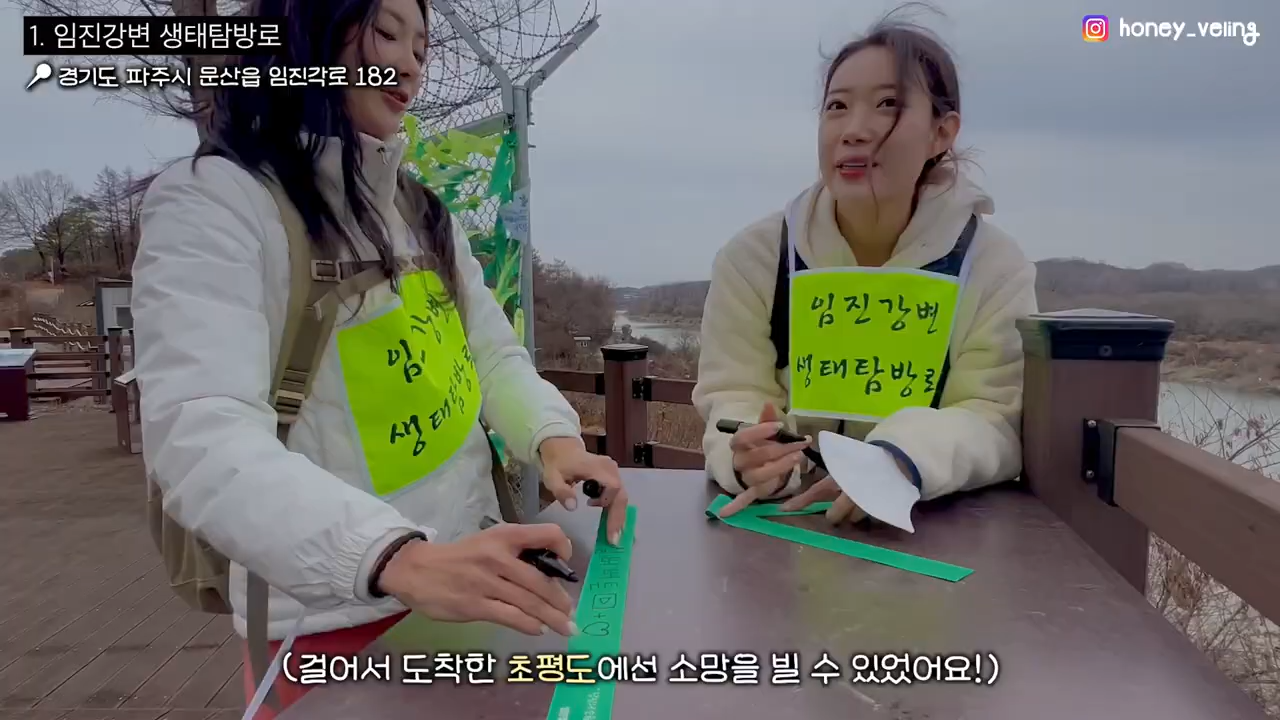 1. 임진강변 생태탐방로
경기도 파주시 문산읍 임진각로 182
honey_veling
임진강변
생태탐방로
임진강변
생태탐방로
(걸어서 도착한 초평도에선 소망을 빌 수 있었어요!)